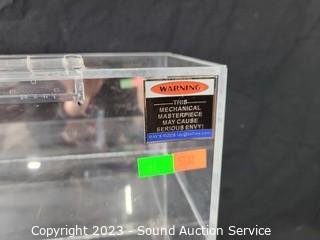 WARNING
THIS
MECHANICAL
MASTERPIECE
MAY CAUSE
SERIOUS ENVY!
Copyright 2023 - Sound Auction Service